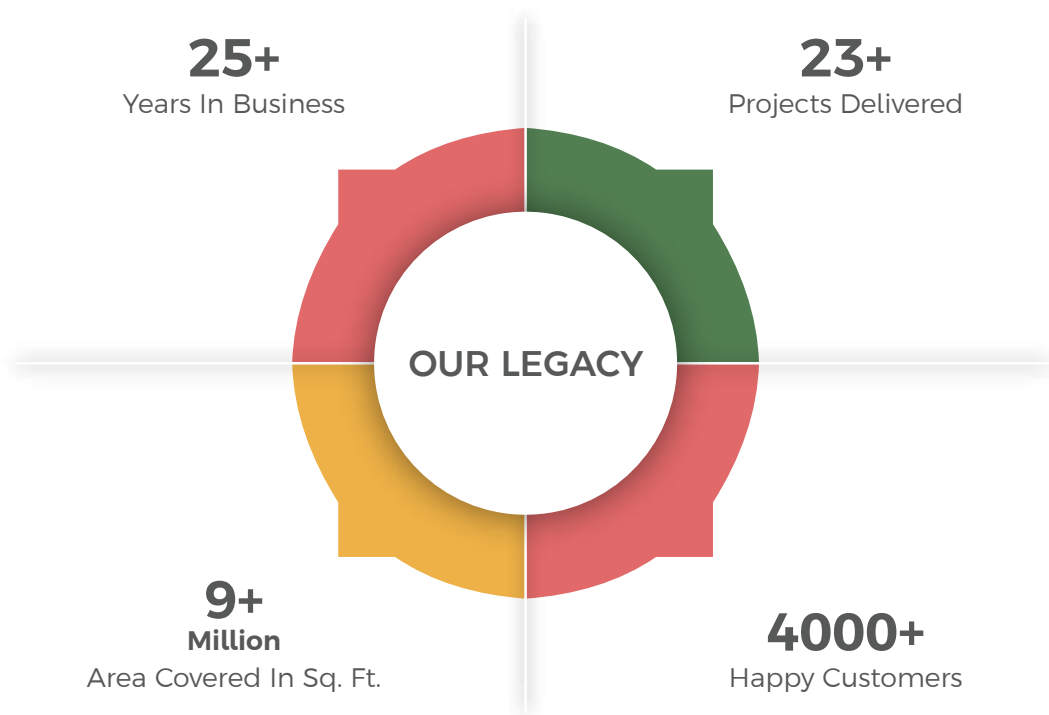 25+
Years In Business
23+
Projects Delivered
OUR LEGACY
9+
Million
Area Covered In Sq. Ft.
4000+
Happy Customers